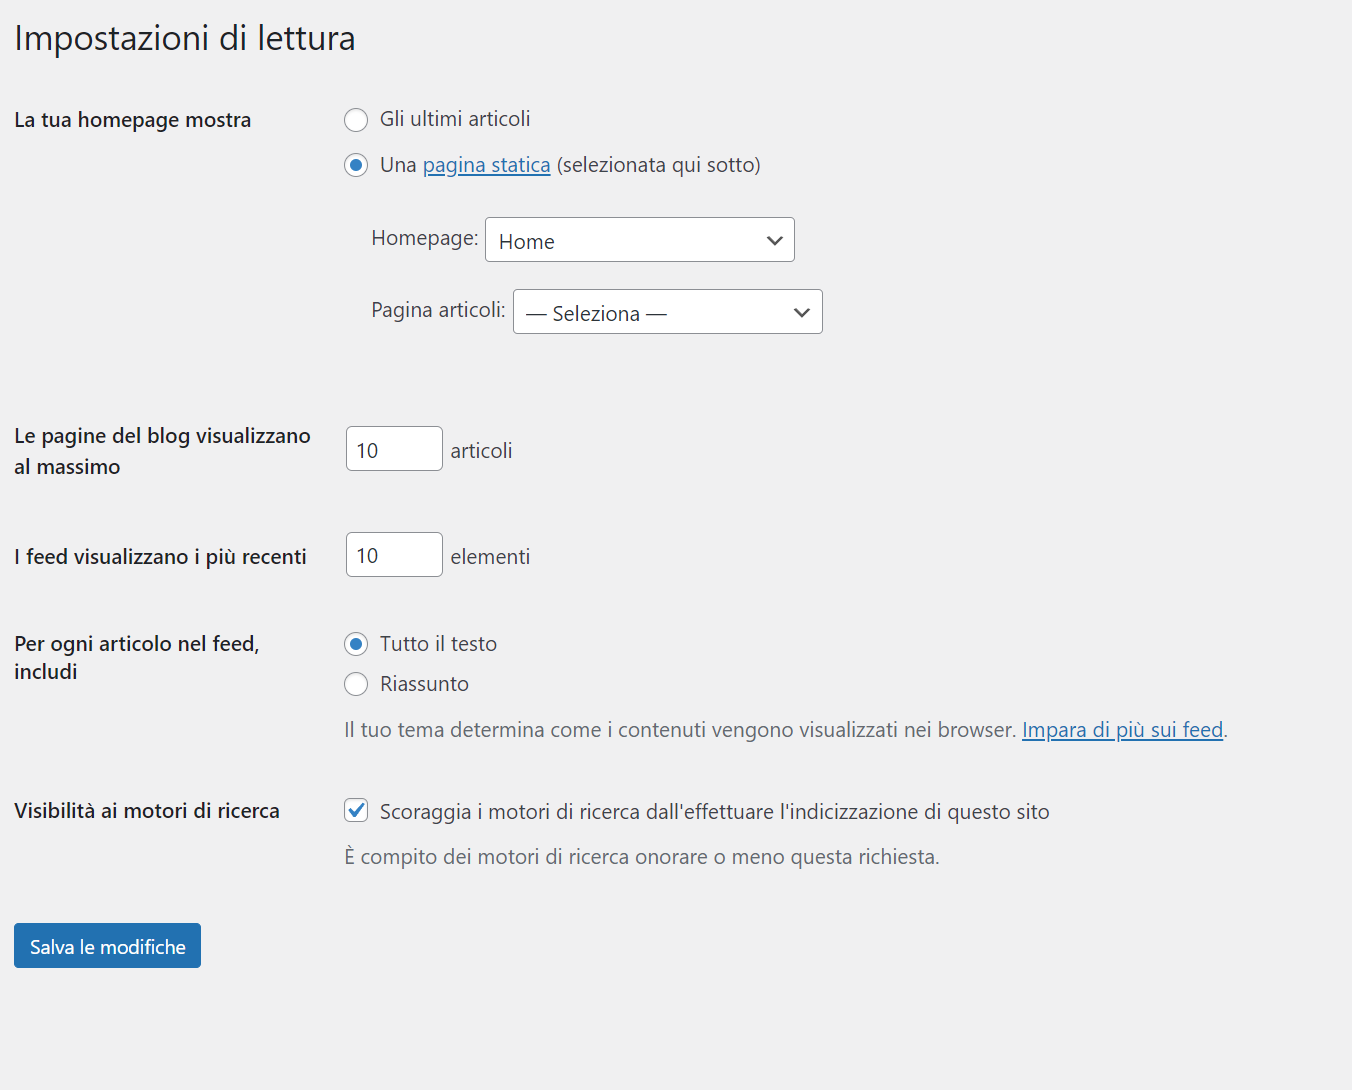 Impostazioni di lettura
La tua homepage mostra
Gli ultimi articoli
Una pagina statica (selezionata qui sotto)
Homepage: Home
Pagina articoli: — Seleziona —
Le pagine del blog visualizzano
al massimo
10 articoli
I feed visualizzano i più recenti
10 elementi
Per ogni articolo nel feed,
includi
Tutto il testo
Riassunto
Il tuo tema determina come i contenuti vengono visualizzati nei browser. Impara di più sui feed.
Visibilità ai motori di ricerca
Scoraggia i motori di ricerca dall'effettuare l'indicizzazione di questo sito
È compito dei motori di ricerca onorare o meno questa richiesta.
Salva le modifiche